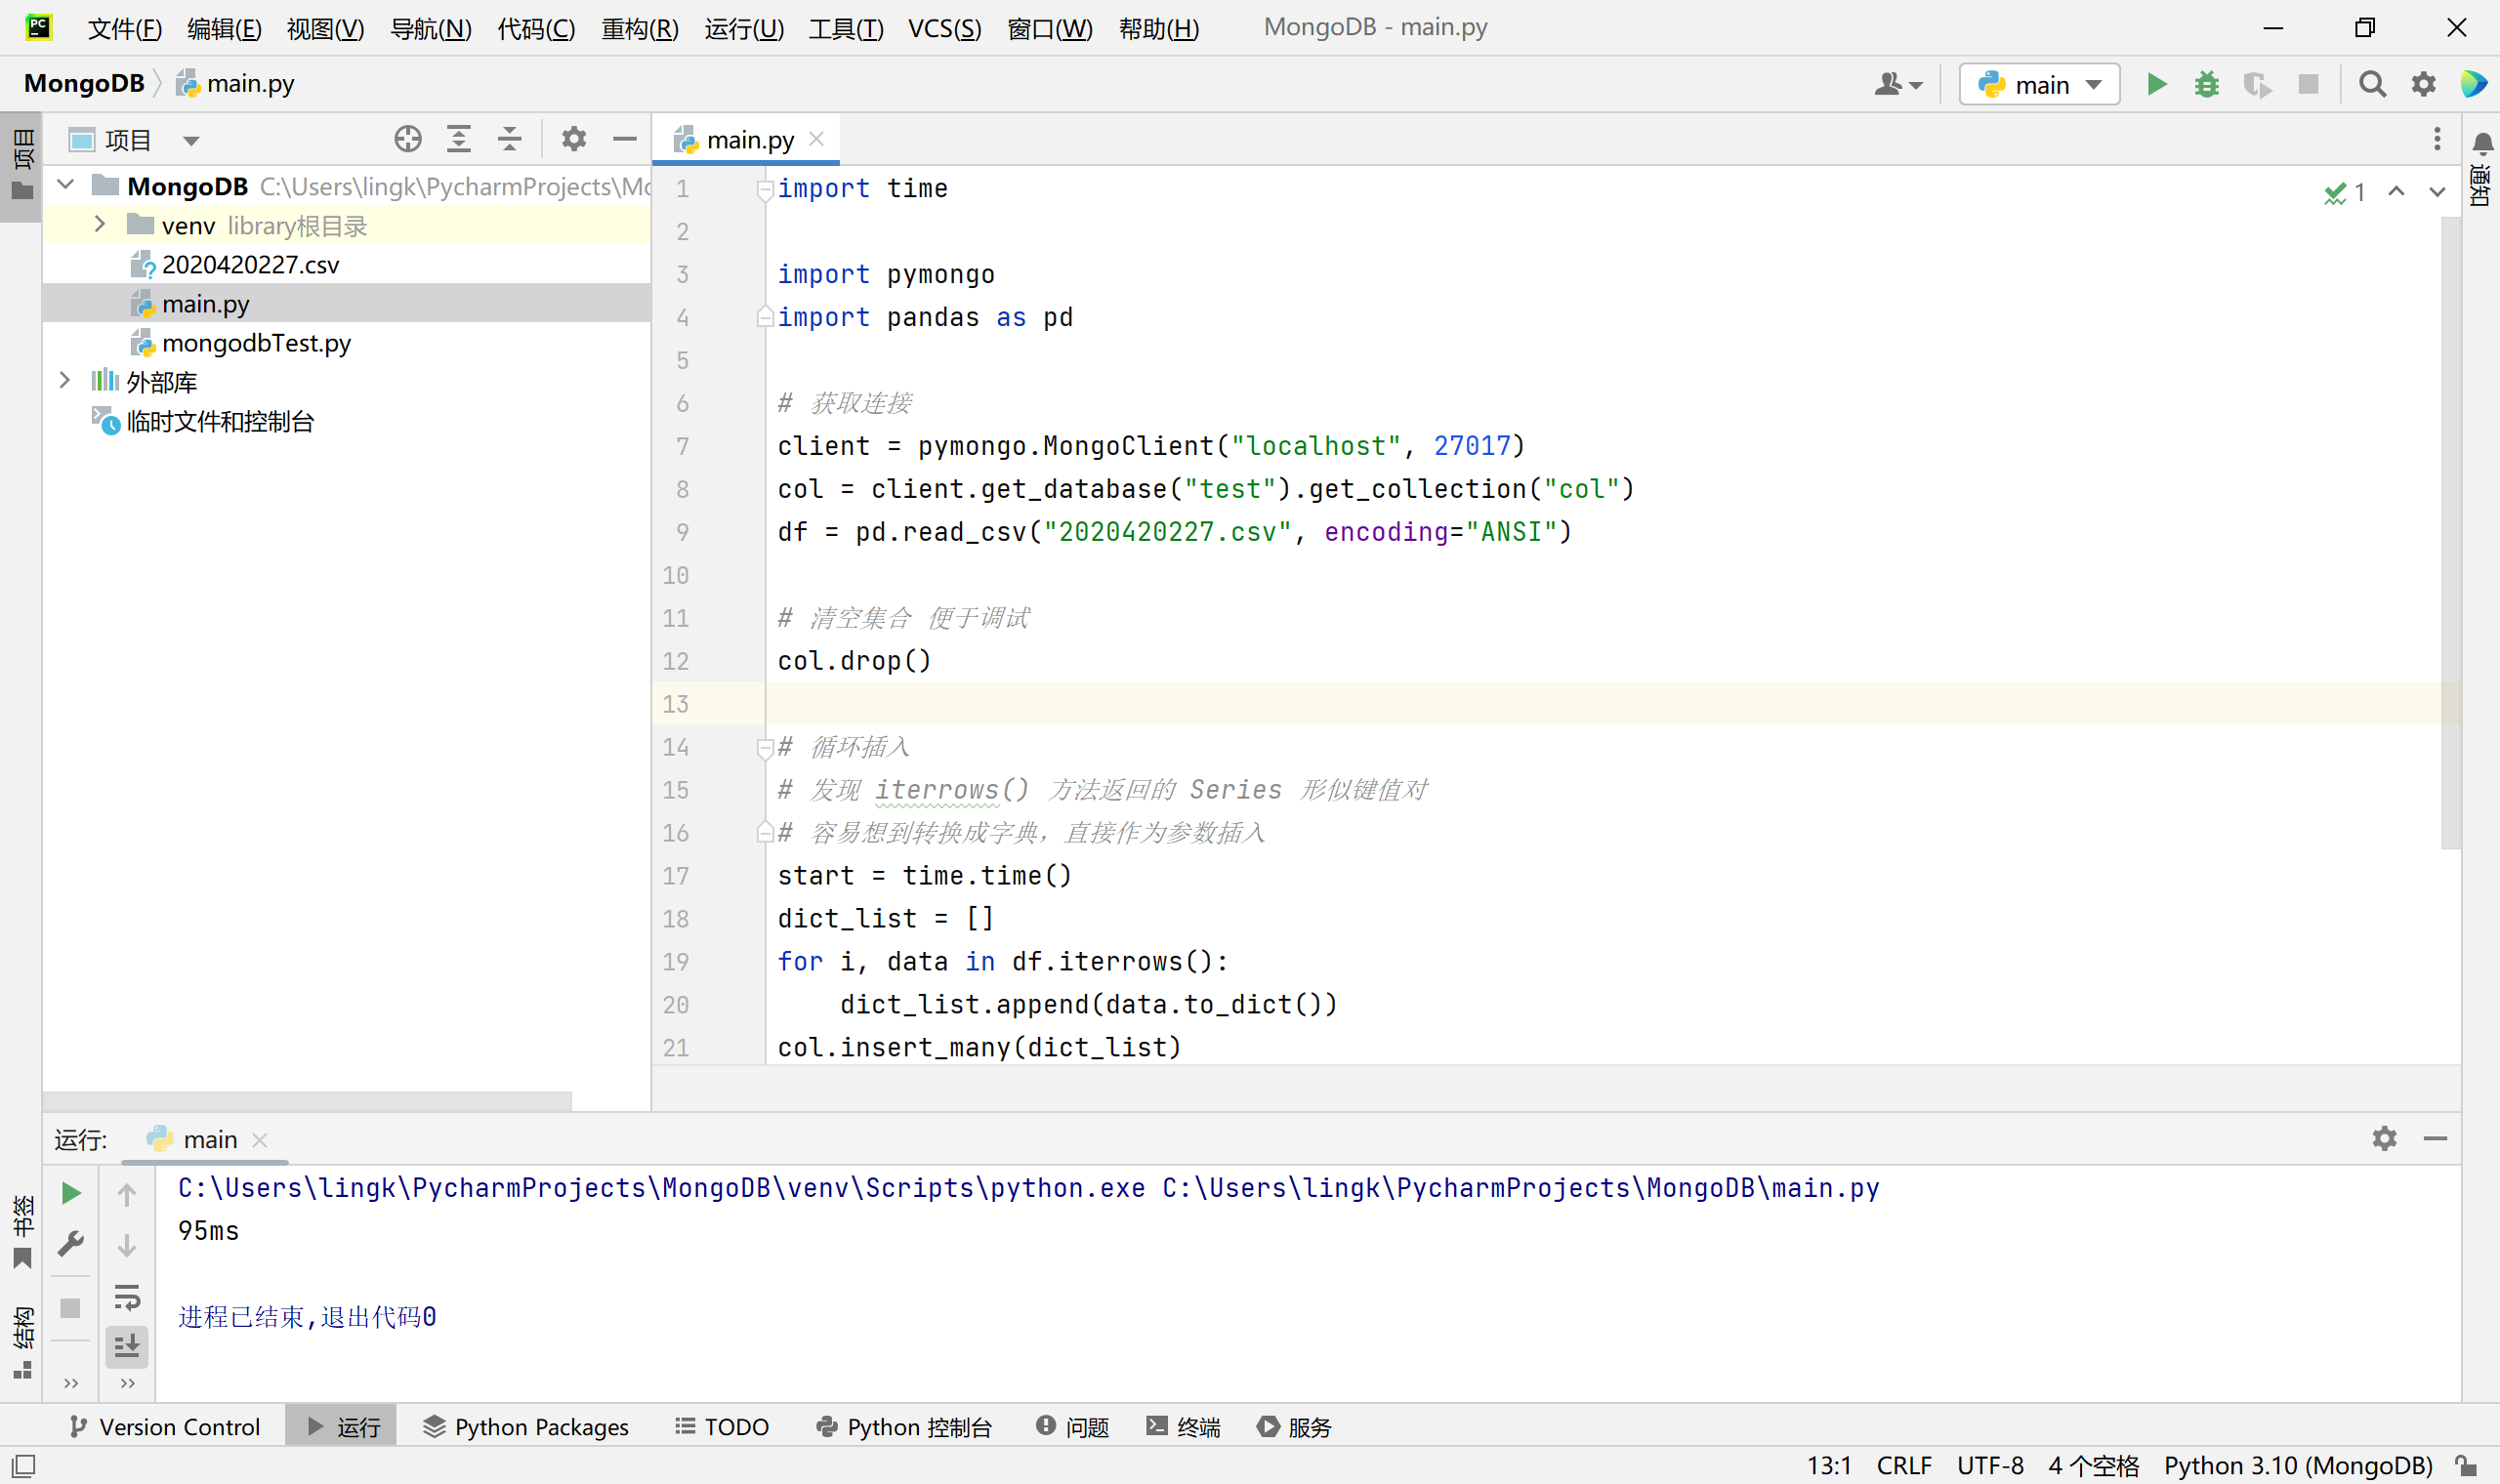 文件(F) 编辑(E) 视图(V) 导航(N) 代码(C) 重构(R) 运行(U) 工具(T) VCS(S) 窗口(W) 帮助(H) MongoDB - main.py
MongoDB main.py main
项目 项目 main.py 通知
MongoDB C:\Users\lingk\PycharmProjects\Mo
venv library根目录
2020420227.csv
main.py
mongodbTest.py
外部库
临时文件和控制台
1
1 import time
2
3 import pymongo
4 import pandas as pd
5
6 # 获取连接
7 client = pymongo.MongoClient("localhost", 27017)
8 col = client.get_database("test").get_collection("col")
9 df = pd.read_csv("2020420227.csv", encoding="ANSI")
10
11 # 清空集合 便于调试
12 col.drop()
13
14 # 循环插入
15 # 发现 iterrows() 方法返回的 Series 形似键值对
16 # 容易想到转换成字典，直接作为参数插入
17 start = time.time()
18 dict_list = []
19 for i, data in df.iterrows():
20 dict_list.append(data.to_dict())
21 col.insert_many(dict_list)
运行: main
C:\Users\lingk\PycharmProjects\MongoDB\venv\Scripts\python.exe C:\Users\lingk\PycharmProjects\MongoDB\main.py
95ms
进程已结束,退出代码0
书签
结构
Version Control 运行 Python Packages TODO Python 控制台 问题 终端 服务
13:1 CRLF UTF-8 4 个空格 Python 3.10 (MongoDB)